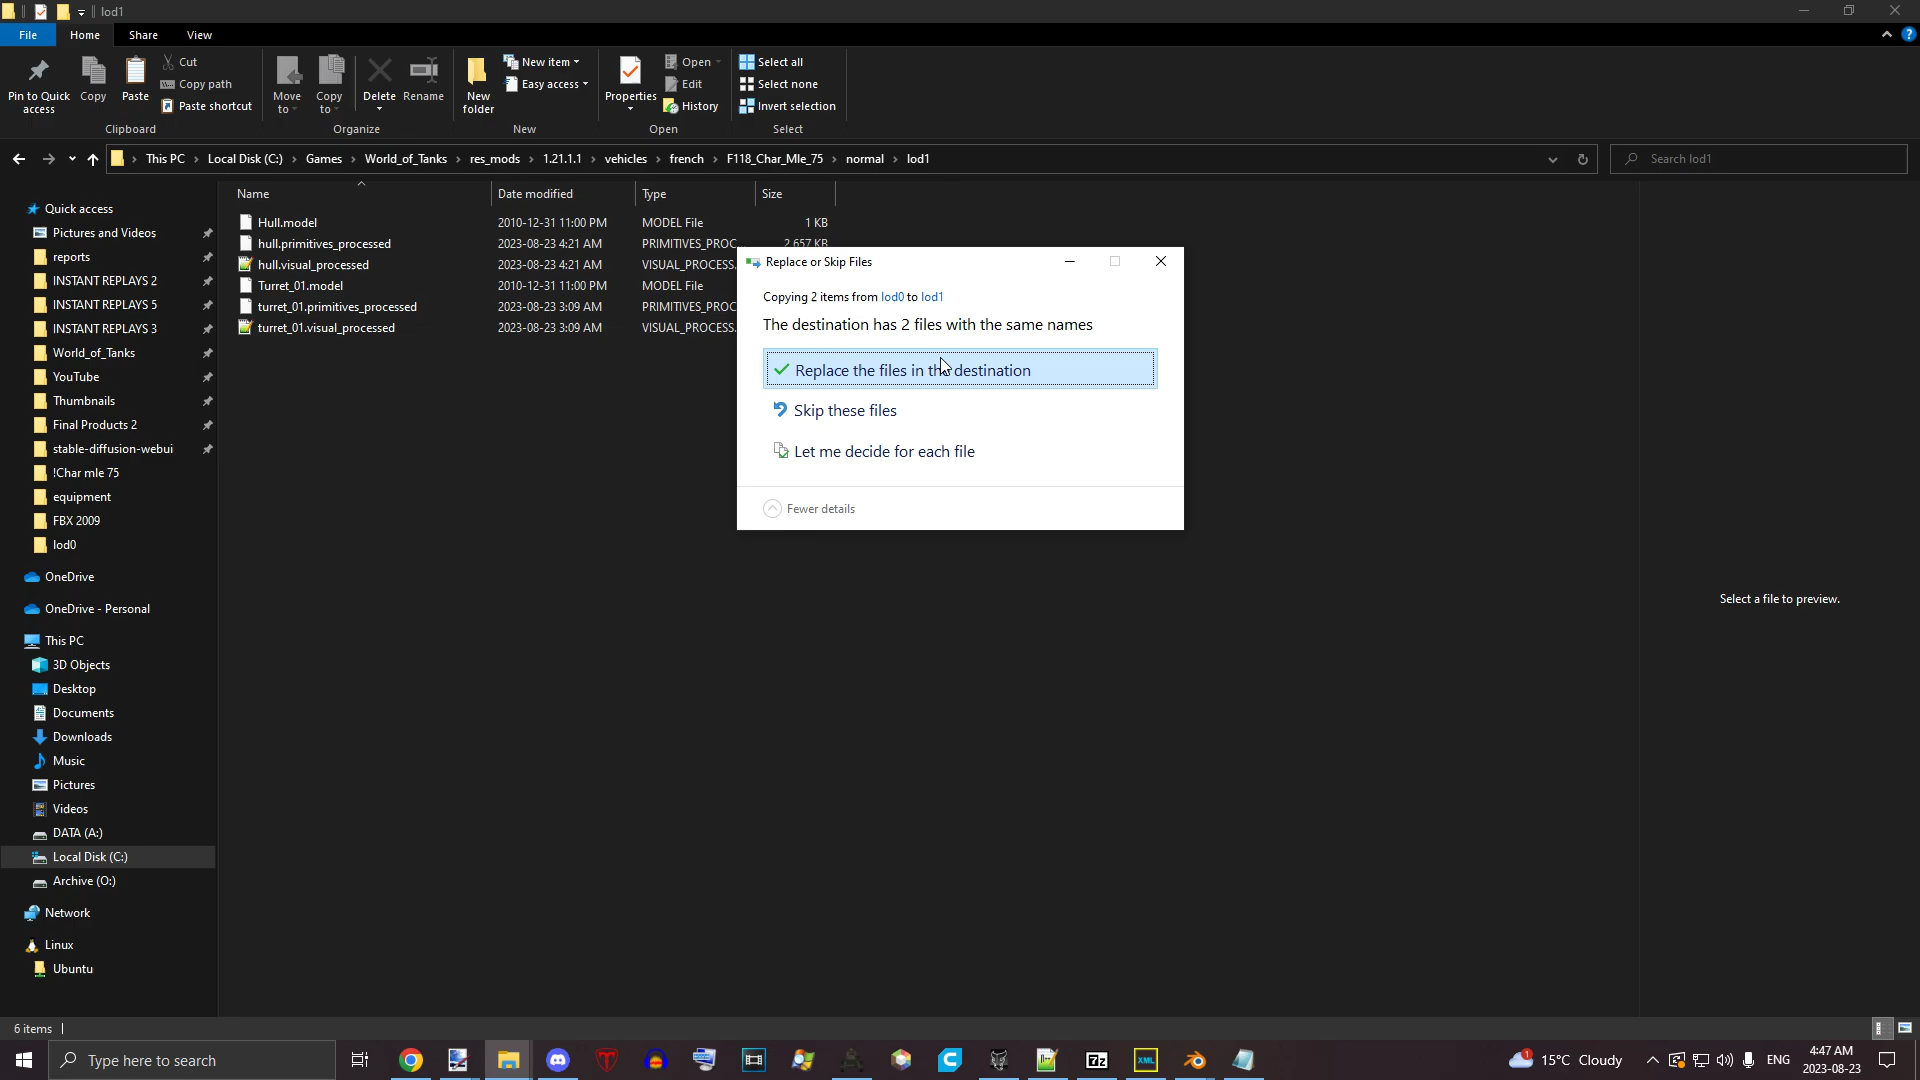 lod1
File
Home
Share
View
Pin to Quick access
Copy
Paste
Cut
Copy path
Paste shortcut
Clipboard
Move to
Copy to
Delete
Rename
Organize
New folder
New item
Easy access
New
Properties
Open
Edit
History
Open
Select all
Select none
Invert selection
Select
This PC > Local Disk (C:) > Games > World_of_Tanks > res_mods > 1.21.1.1 > vehicles > french > F118_Char_Mle_75 > normal > lod1
Search lod1
Name Date modified Type Size
Hull.model 2010-12-31 11:00 PM MODEL File 1 KB
hull.primitives_processed 2023-08-23 4:21 AM PRIMITIVES_PROC... 2 657 KB
hull.visual_processed 2023-08-23 4:21 AM VISUAL_PROCESS...
Turret_01.model 2010-12-31 11:00 PM MODEL File
turret_01.primitives_processed 2023-08-23 3:09 AM PRIMITIVES_PROC
turret_01.visual_processed 2023-08-23 3:09 AM VISUAL_PROCESS...
Quick access
Pictures and Videos
reports
INSTANT REPLAYS 2
INSTANT REPLAYS 5
INSTANT REPLAYS 3
World_of_Tanks
YouTube
Thumbnails
Final Products 2
stable-diffusion-webui
!Char mle 75
equipment
FBX 2009
lod0
OneDrive
OneDrive - Personal
This PC
3D Objects
Desktop
Documents
Downloads
Music
Pictures
Videos
DATA (A:)
Local Disk (C:)
Archive (O:)
Network
Linux
Ubuntu
Replace or Skip Files
Copying 2 items from lod0 to lod1
The destination has 2 files with the same names
Replace the files in the destination
Skip these files
Let me decide for each file
Fewer details
Select a file to preview.
6 items
Type here to search
7z
XML
1
15°C Cloudy
ENG
4:47 AM
2023-08-23